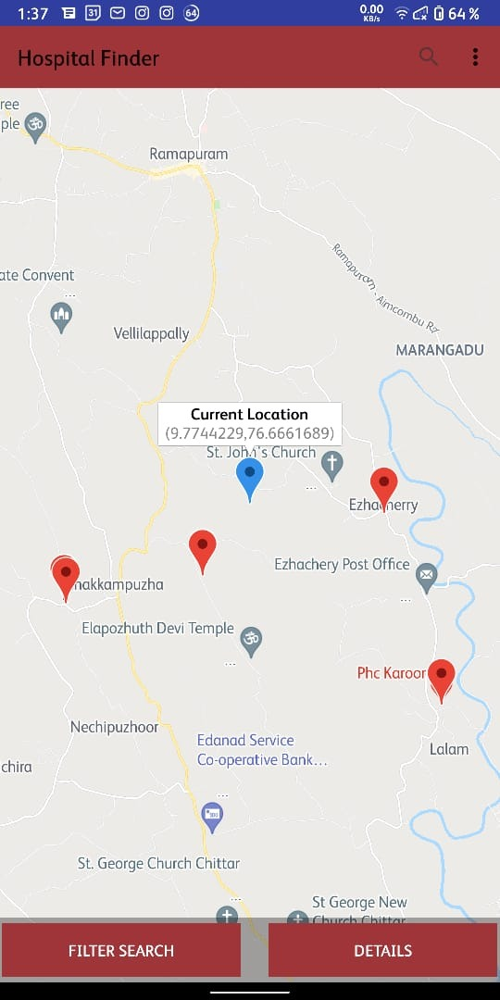 1:37 31 64 0.00 KB/s 64 %
Hospital Finder
ree
ple
Ramapuram
Ramapuram - Aimcombu Rd
ate Convent
Vellilappally
MARANGADU
Current Location
(9.7744229,76.6661689)
St. John's Church
Ezhacherry
Ezhachery Post Office
hakkampuzha
Elapozhuth Devi Temple
Phc Karoor
Nechipuzhoor
Edanad Service
Co-operative Bank...
Lalam
chira
St. George Church Chittar
St George New
Church Chittar
FILTER SEARCH
DETAILS